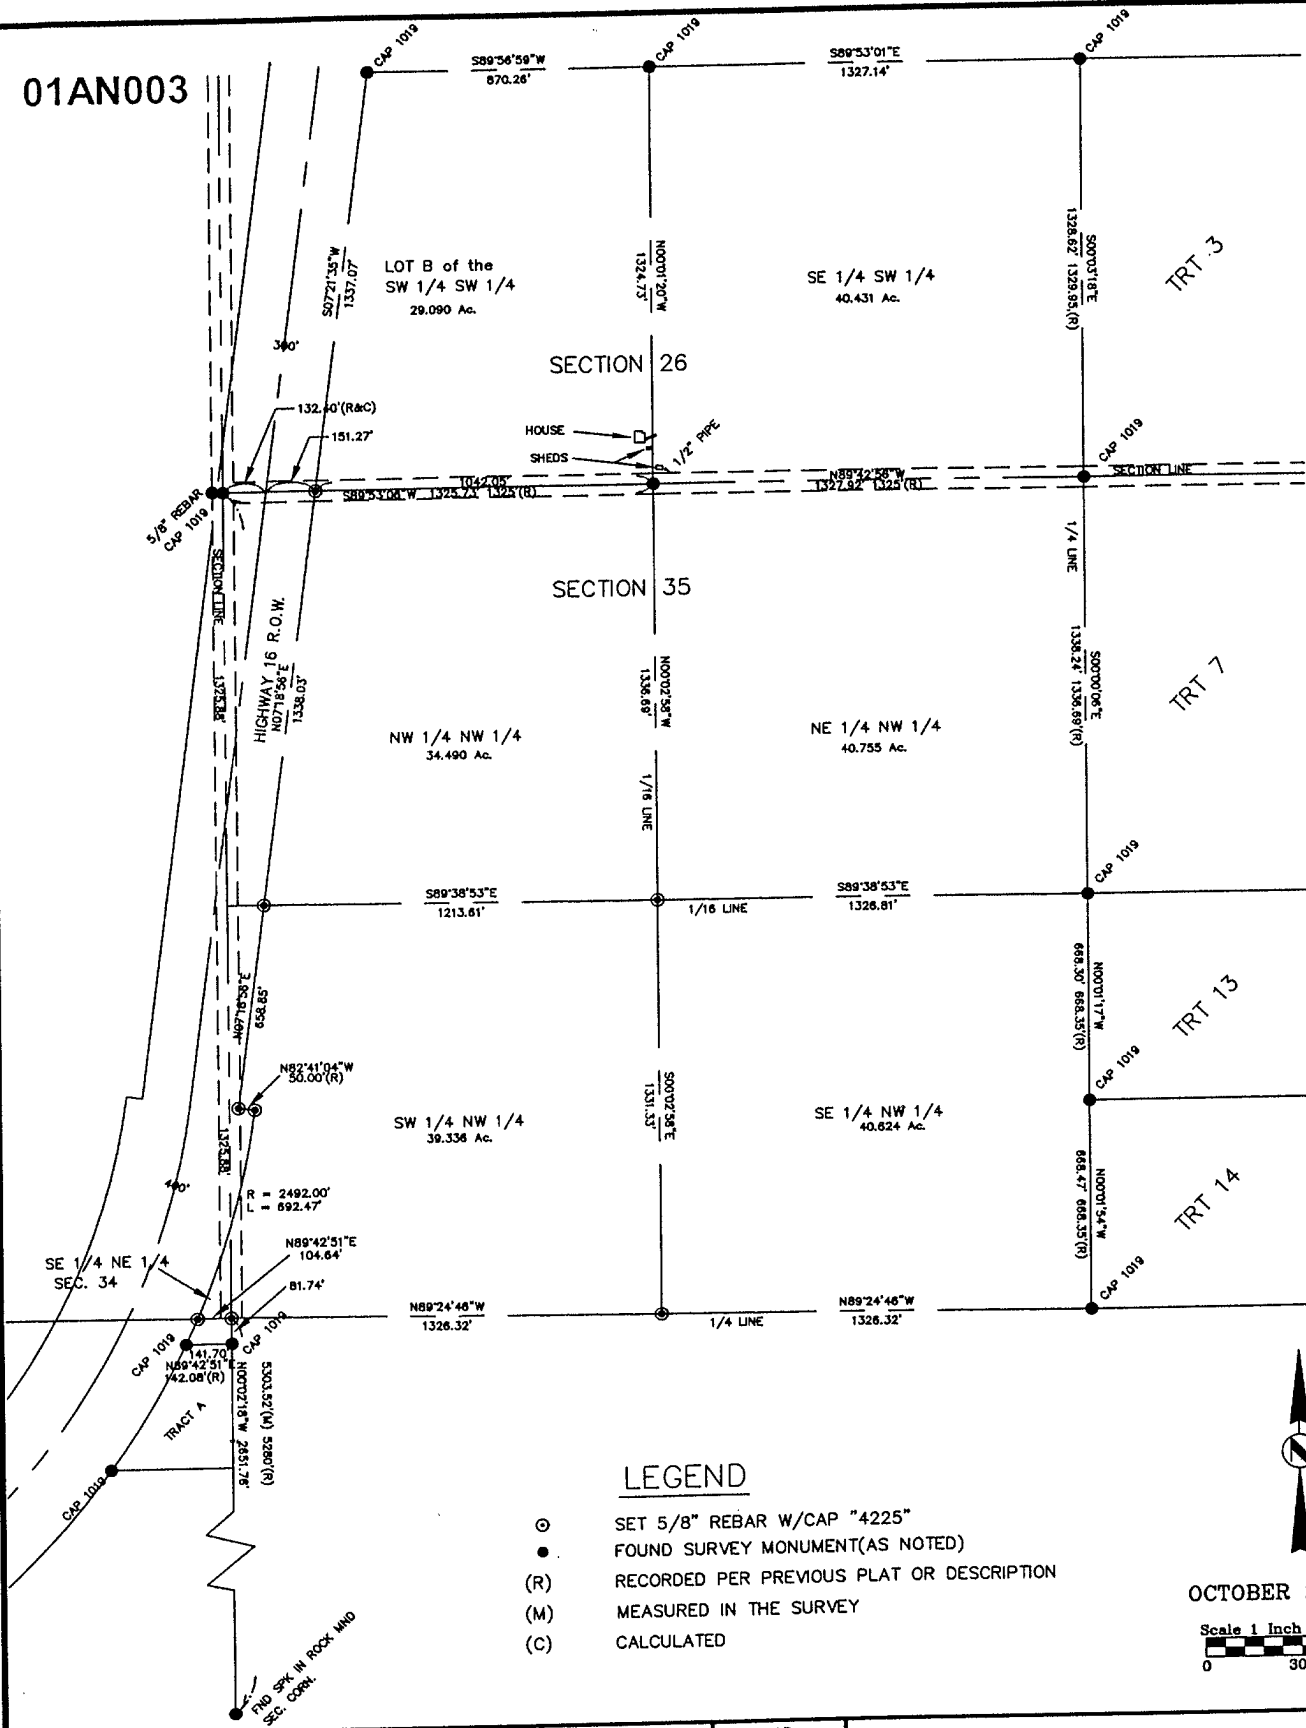 01AN003
CAP 1019
S89°56'59"W
870.26'
CAP 1019
S89°53'01"E
1327.14'
CAP 1019
S07°21'35"W
1337.07'
LOT B of the
SW 1/4 SW 1/4
29.090 Ac.
N00°01'20"W
1324.73'
SE 1/4 SW 1/4
40.431 Ac.
S00°03'18"E
1328.62' 1329.95'(R)
TRT 3
300'
SECTION 26
132.40'(R&C)
151.27'
HOUSE
SHEDS
1/2" PIPE
CAP 1019
1042.05'
S89°53'08"W 1325.73' 1325'(R)
N89°42'56"W
1327.92' 1325'(R)
SECTION LINE
5/8" REBAR
CAP 1019
SECTION LINE
1325.88'
HIGHWAY 16 R.O.W.
N07°18'56"E
1338.03'
SECTION 35
1/4 LINE
N00°02'58"W
1336.69'
S00°00'06"E
1338.24' 1336.69'(R)
TRT 7
NW 1/4 NW 1/4
34.490 Ac.
NE 1/4 NW 1/4
40.755 Ac.
1/16 LINE
CAP 1019
S89°38'53"E
1213.61'
1/16 LINE
S89°38'53"E
1326.81'
N07°18'56"E
658.85'
N00°01'17"W
668.30' 668.35'(R)
TRT 13
N82°41'04"W
50.00'(R)
CAP 1019
SW 1/4 NW 1/4
39.336 Ac.
S00°02'58"E
1331.33'
SE 1/4 NW 1/4
40.624 Ac.
1325.88'
400'
R = 2492.00'
L = 692.47'
N00°01'54"W
668.47' 668.35'(R)
TRT 14
N89°42'51"E
104.64'
SE 1/4 NE 1/4
SEC. 34
81.74'
CAP 1019
N89°24'46"W
1326.32'
1/4 LINE
N89°24'46"W
1326.32'
CAP 1019
CAP 1019
141.70'
N89°42'51"E
142.08'(R)
TRACT A
N00°02'18"W 2651.76'
5303.52'(M) 5280'(R)
CAP 1019
LEGEND
SET 5/8" REBAR W/CAP "4225"
FOUND SURVEY MONUMENT(AS NOTED)
(R) RECORDED PER PREVIOUS PLAT OR DESCRIPTION
(M) MEASURED IN THE SURVEY
(C) CALCULATED
FND SPK IN ROCK MND
SEC. CORN.
N
OCTOBER
Scale 1 Inch
0 30